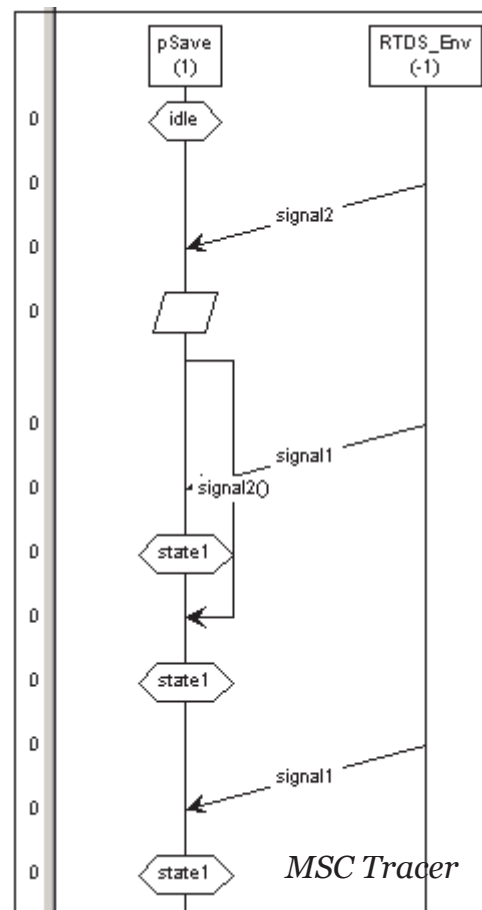 pSave
(1)
RTDS_Env
(-1)
0
idle
0
signal2
0
0
0
signal1
0
signal2()
0
state1
0
0
state1
0
signal1
0
0
state1
MSC Tracer